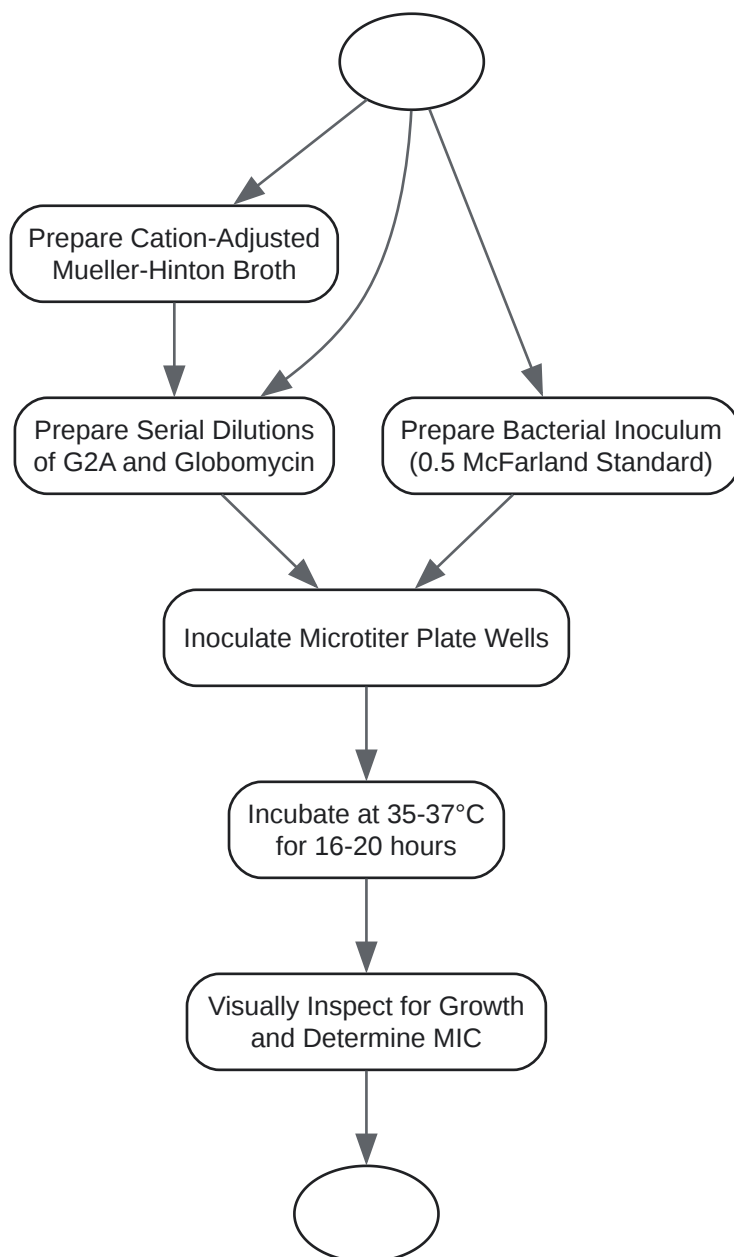 Prepare Cation-Adjusted
Mueller-Hinton Broth
Prepare Serial Dilutions
of G2A and Globomycin
Prepare Bacterial Inoculum
(0.5 McFarland Standard)
Inoculate Microtiter Plate Wells
Incubate at 35-37°C
for 16-20 hours
Visually Inspect for Growth
and Determine MIC